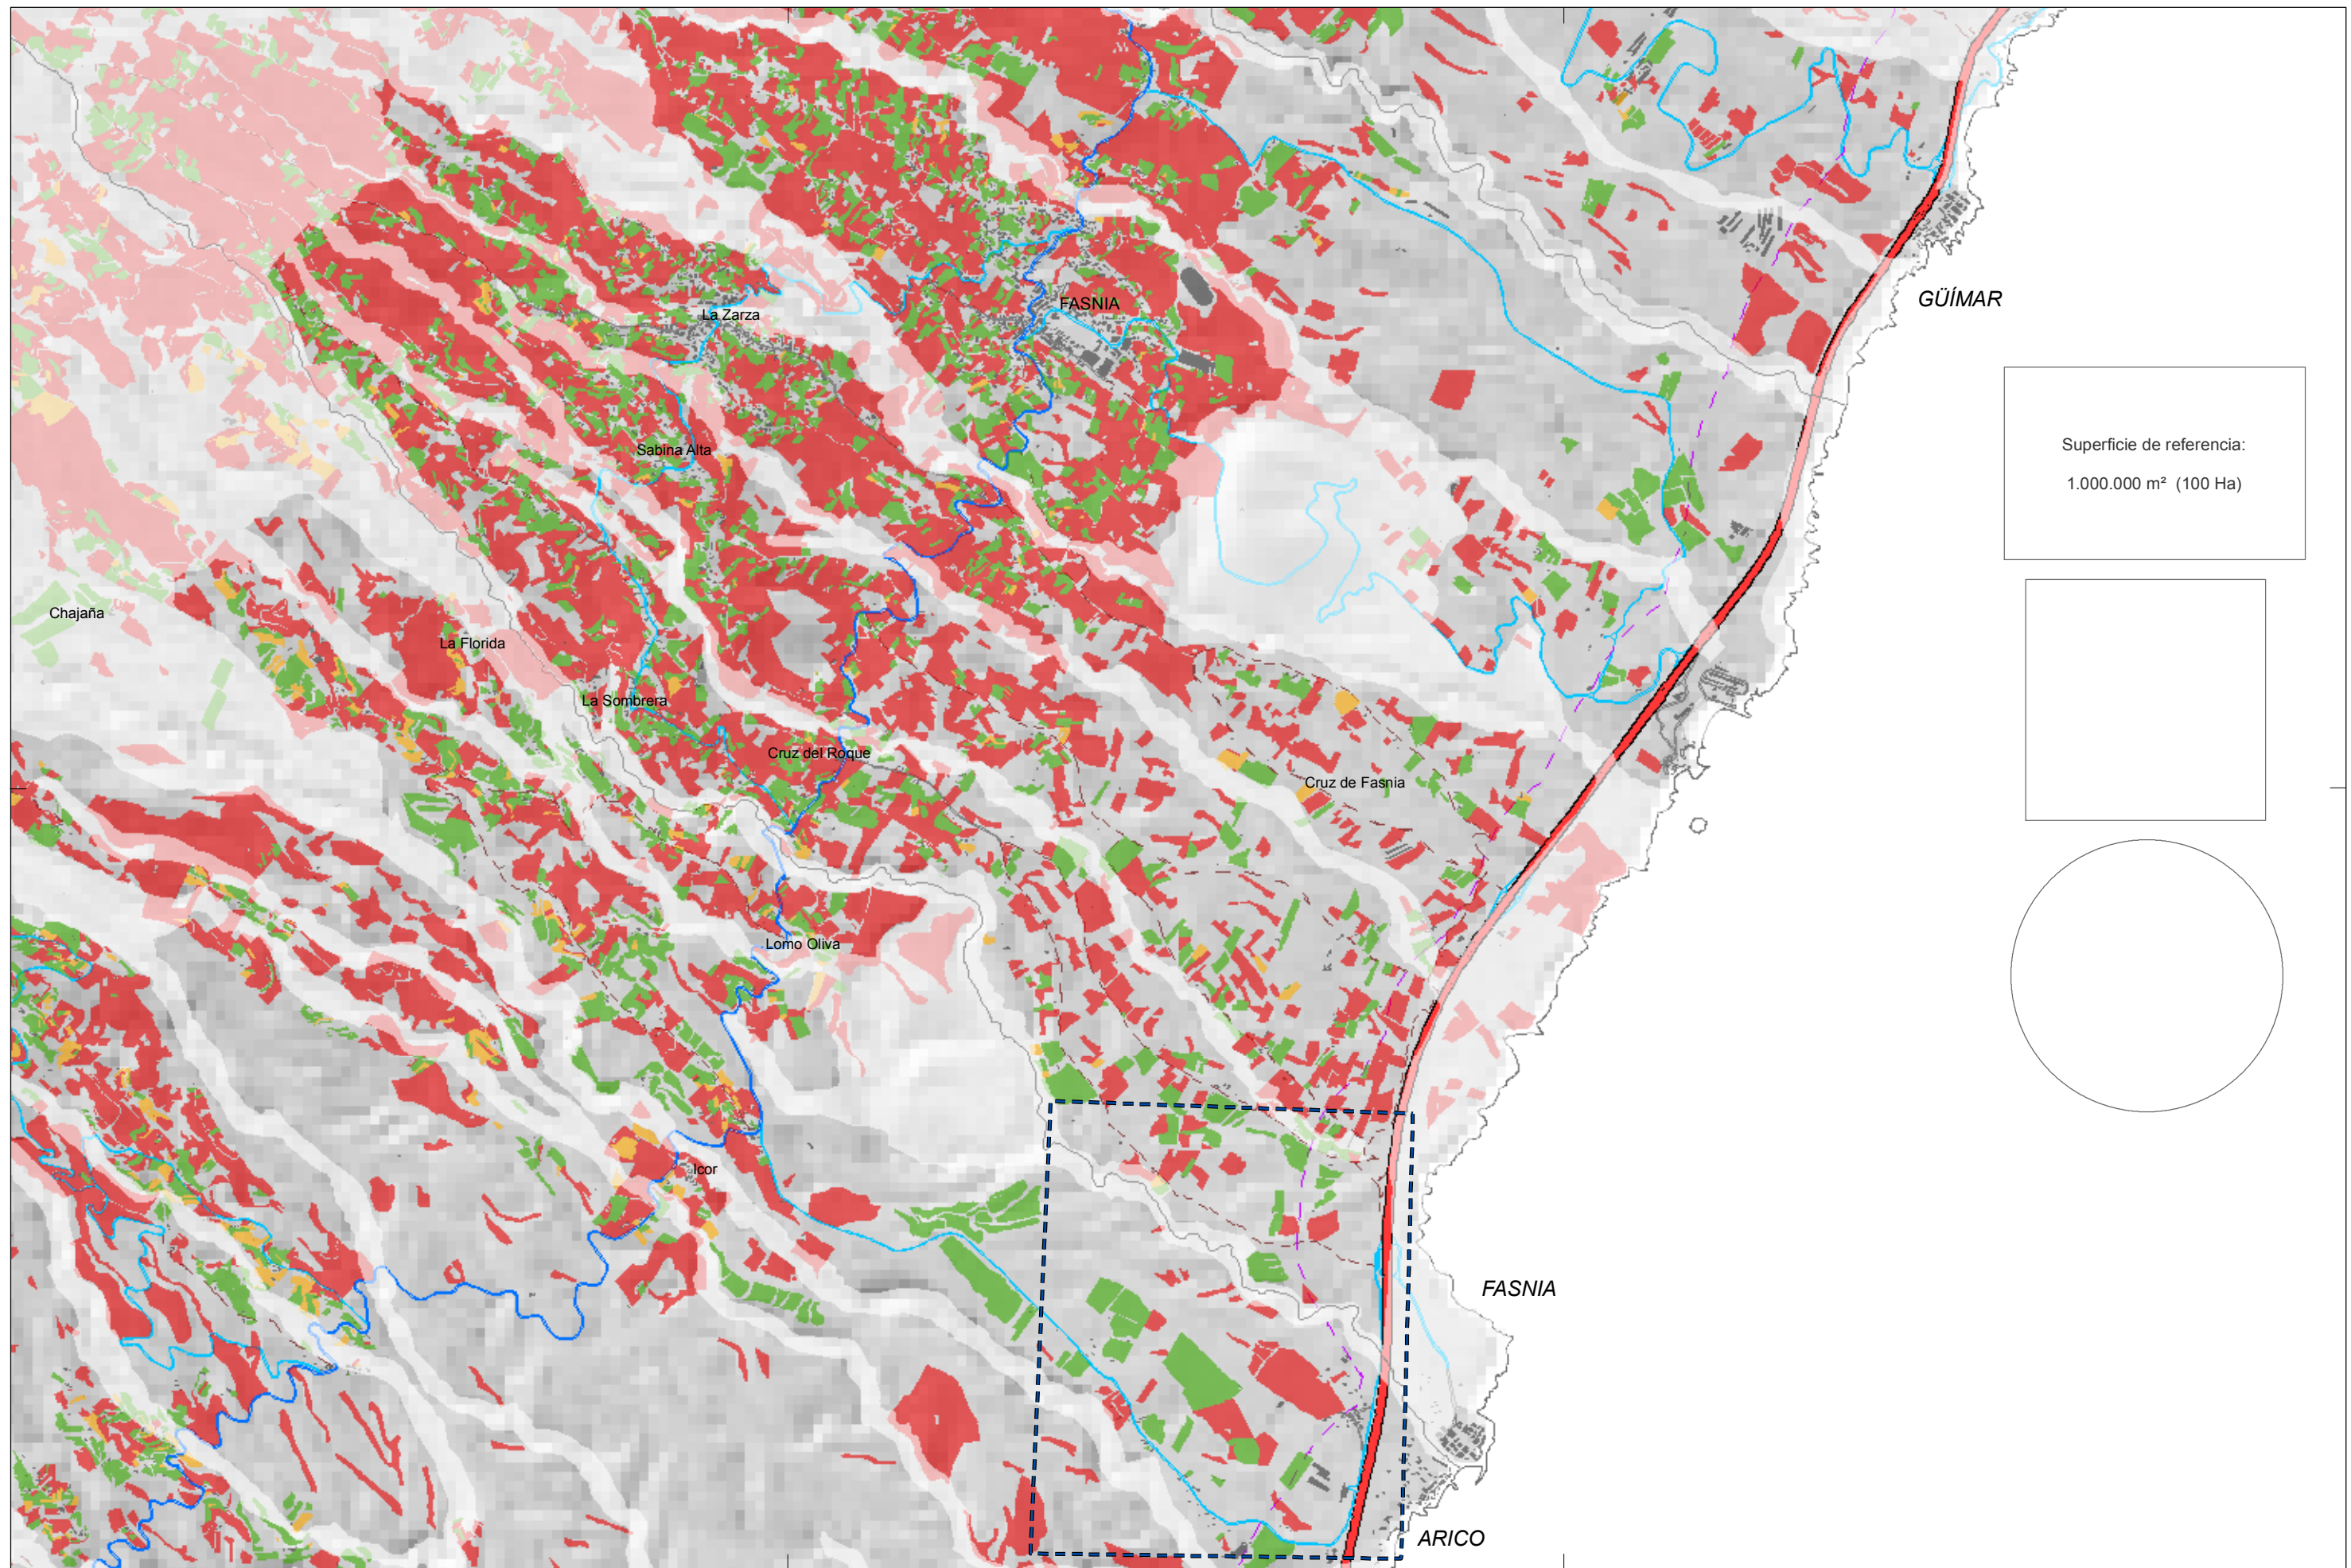 FASNIA
GÜÍMAR
La Zarza
Superficie de referencia:
1.000.000 m² (100 Ha)
Sabina Alta
Chajaña
La Florida
La Sombrera
Cruz del Roque
Cruz de Fasnia
Lomo Oliva
Icor
FASNIA
ARICO